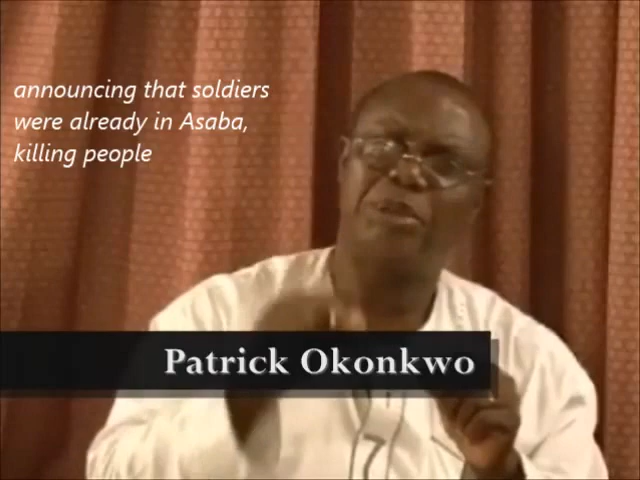 announcing that soldiers
were already in Asaba,
killing people
Patrick Okonkwo